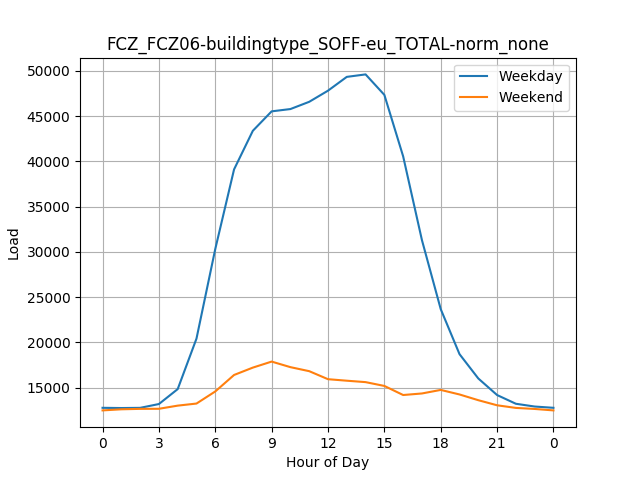 FCZ_FCZ06-buildingtype_SOFF-eu_TOTAL-norm_none
50000
45000
40000
35000
30000
25000
20000
15000
Load
Weekday
Weekend
0 3 6 9 12 15 18 21 0
Hour of Day